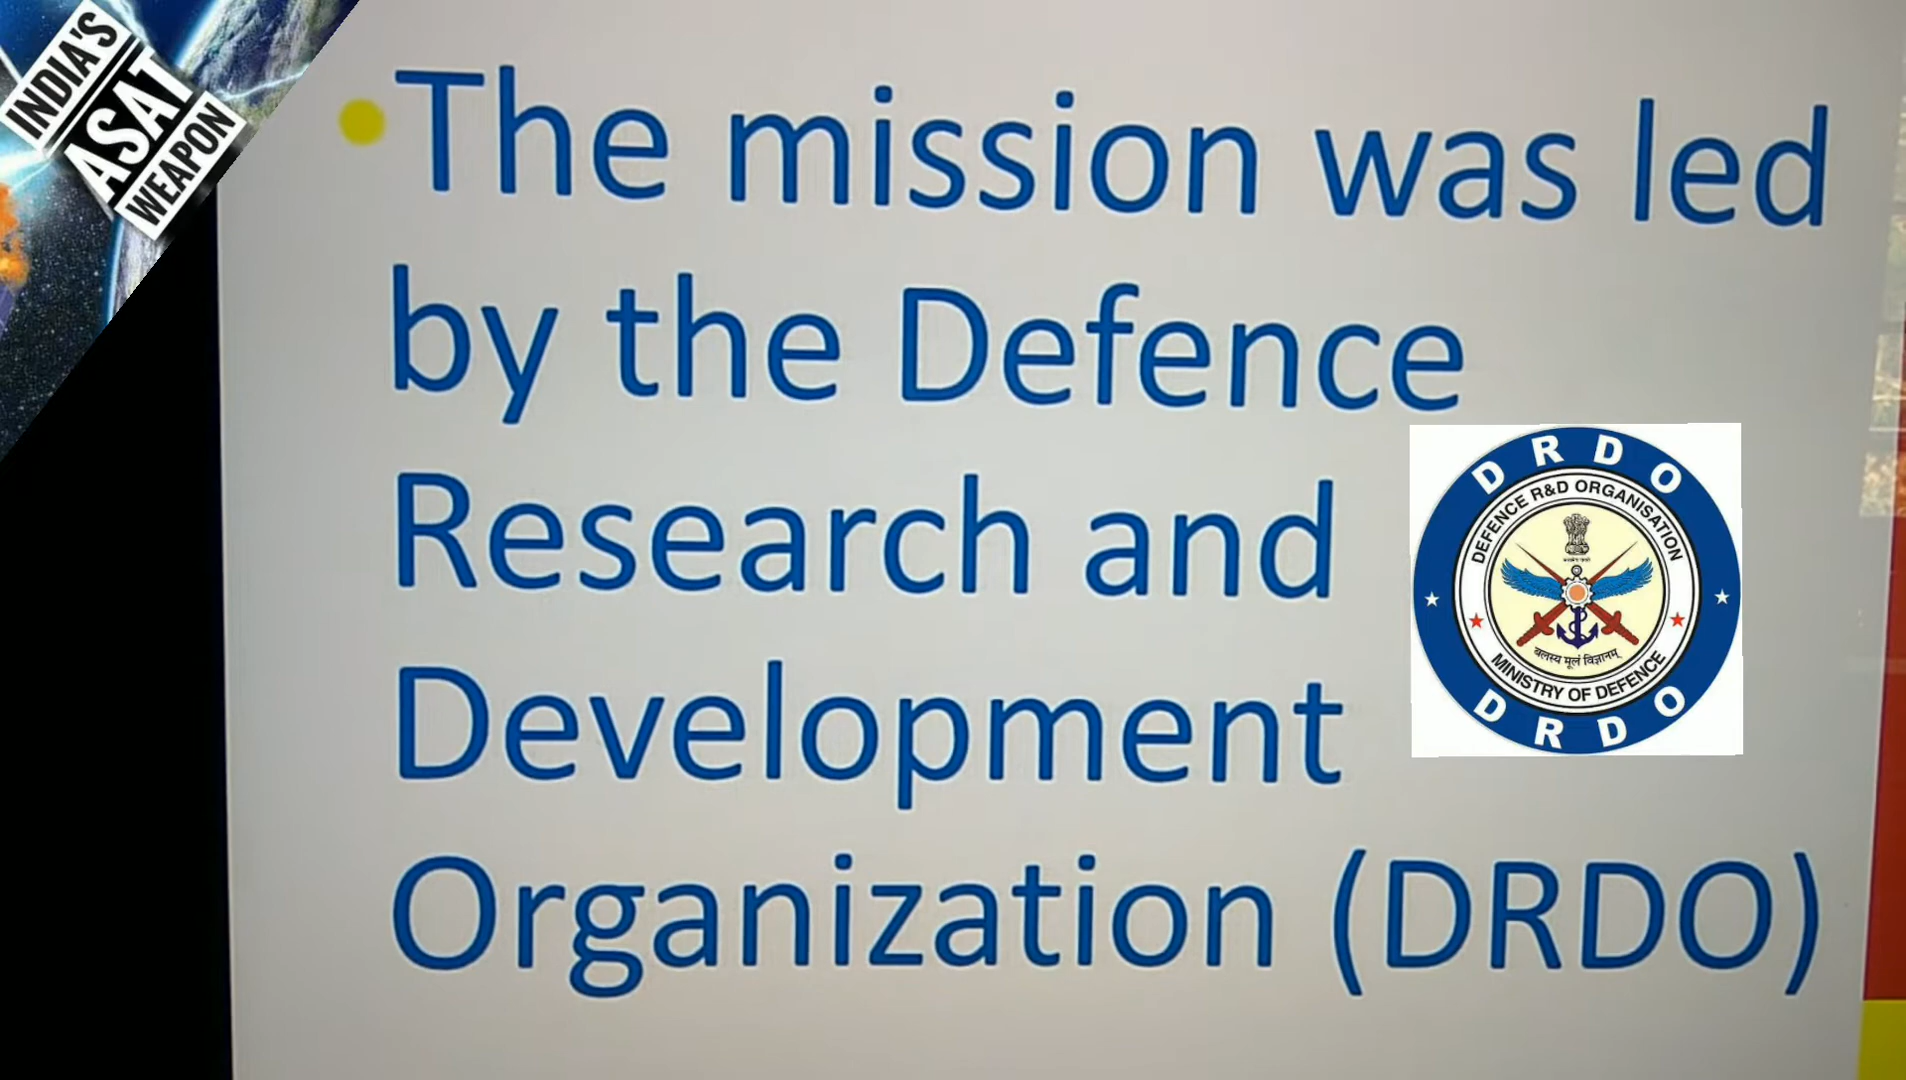 INDIA'S
ASAT
WEAPON
•The mission was led
by the Defence
Research and
Development
Organization (DRDO)
DRDO
DEFENCE R&D ORGANISATION
बलस्य मूलं विज्ञानम्
MINISTRY OF DEFENCE
DRDO